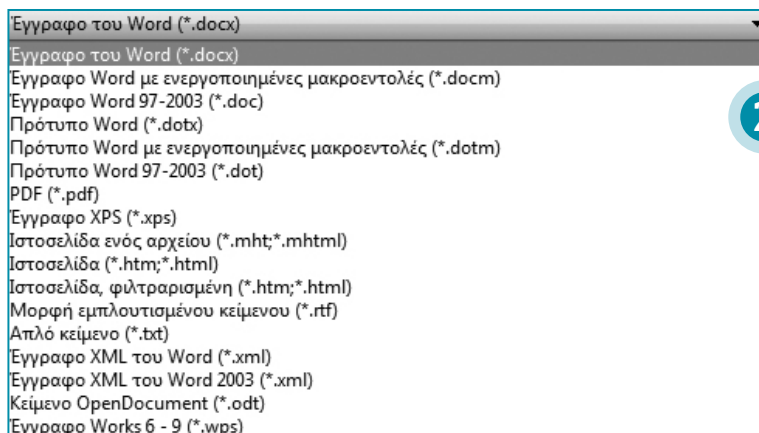 Έγγραφο του Word (*.docx)
Έγγραφο του Word (*.docx)
Έγγραφο Word με ενεργοποιημένες μακροεντολές (*.docm)
Έγγραφο Word 97-2003 (*.doc)
Πρότυπο Word (*.dotx)
Πρότυπο Word με ενεργοποιημένες μακροεντολές (*.dotm)
Πρότυπο Word 97-2003 (*.dot)
PDF (*.pdf)
Έγγραφο XPS (*.xps)
Ιστοσελίδα ενός αρχείου (*.mht;*.mhtml)
Ιστοσελίδα (*.htm;*.html)
Ιστοσελίδα, φιλτραρισμένη (*.htm;*.html)
Μορφή εμπλουτισμένου κείμενου (*.rtf)
Απλό κείμενο (*.txt)
Έγγραφο XML του Word (*.xml)
Έγγραφο XML του Word 2003 (*.xml)
Κείμενο OpenDocument (*.odt)
Έγγραφο Works 6 - 9 (*.wps)